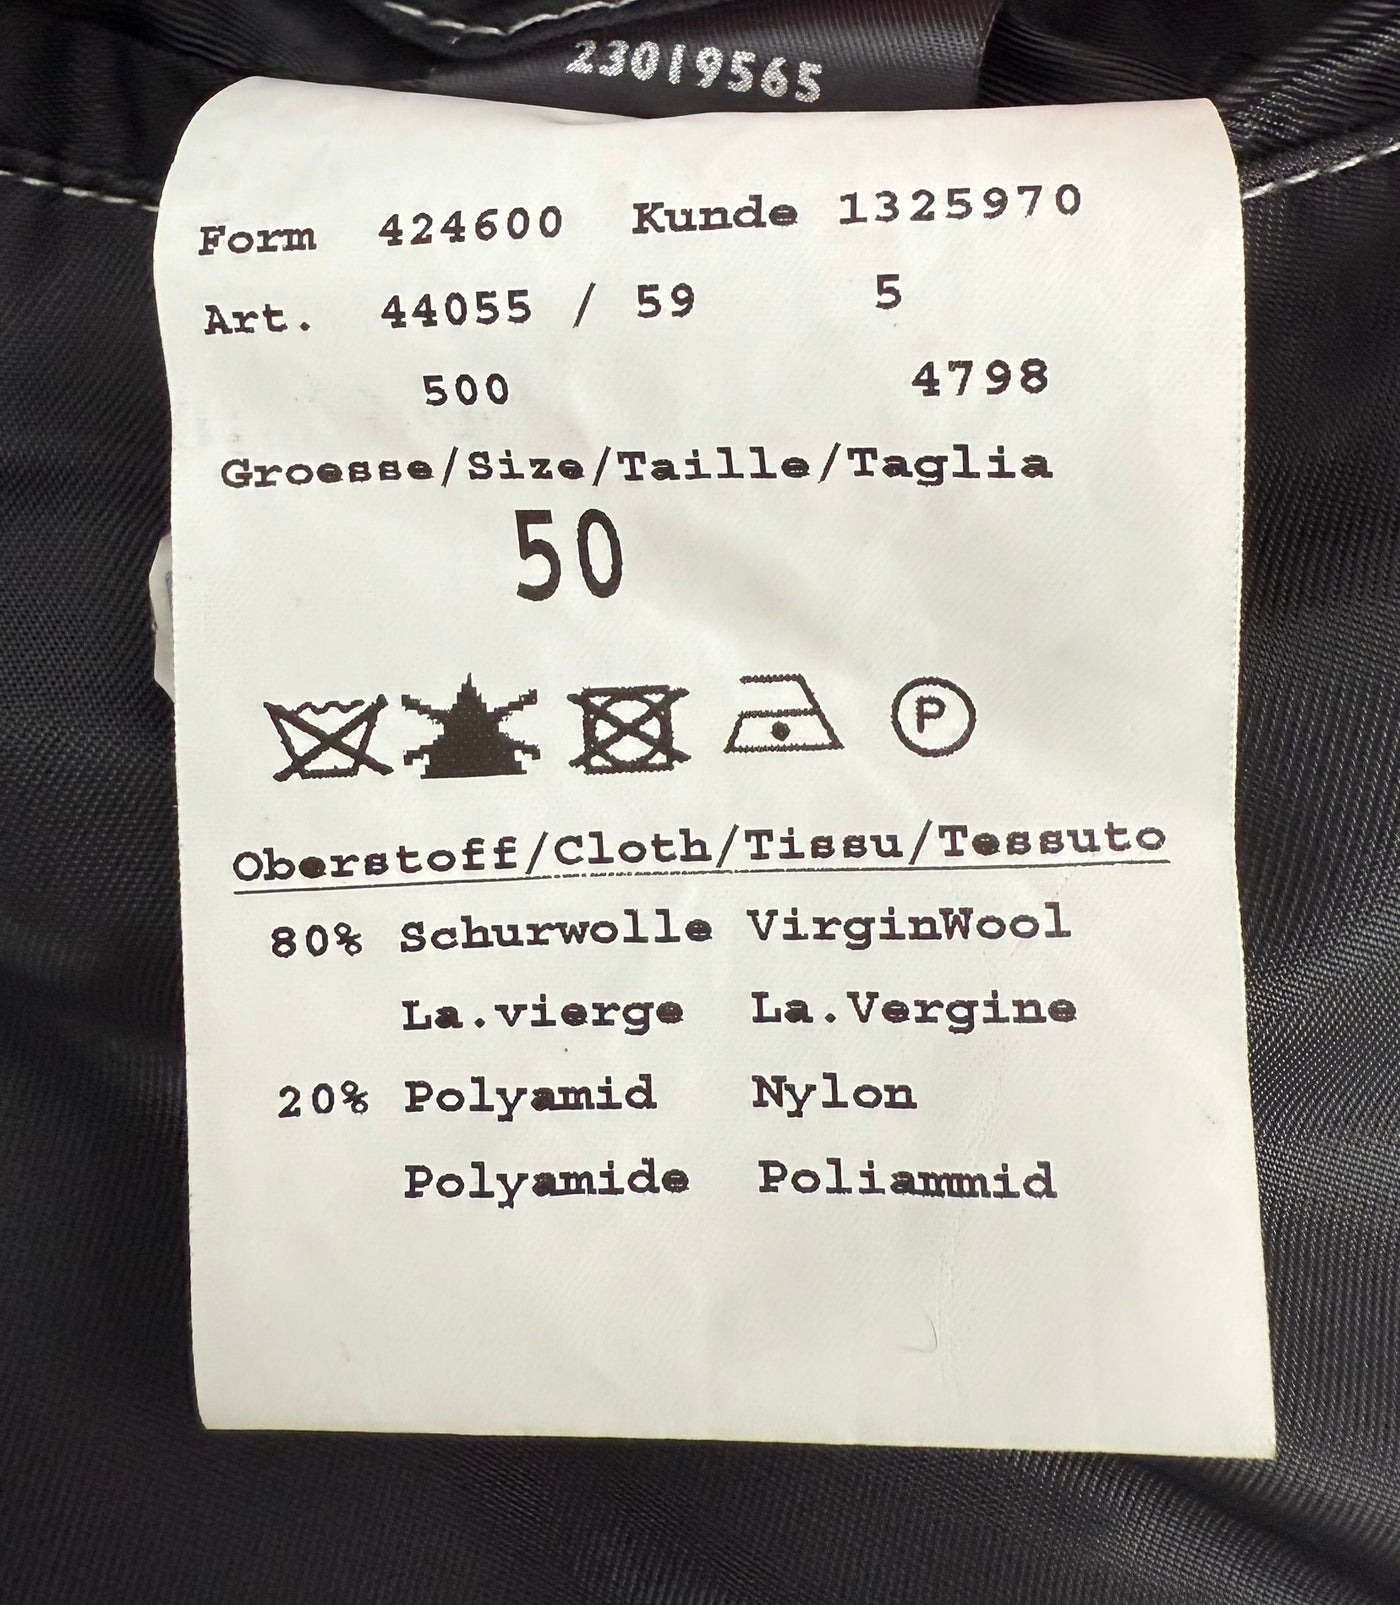 23019565
Form 424600 Kunde 1325970
Art. 44055 / 59 5
500 4798
Groesse/Size/Taille/Taglia
50
P
Oberstoff/Cloth/Tissu/Tessuto
80% Schurwolle VirginWool
La.vierge La.Vergine
20% Polyamid Nylon
Polyamide Poliammid